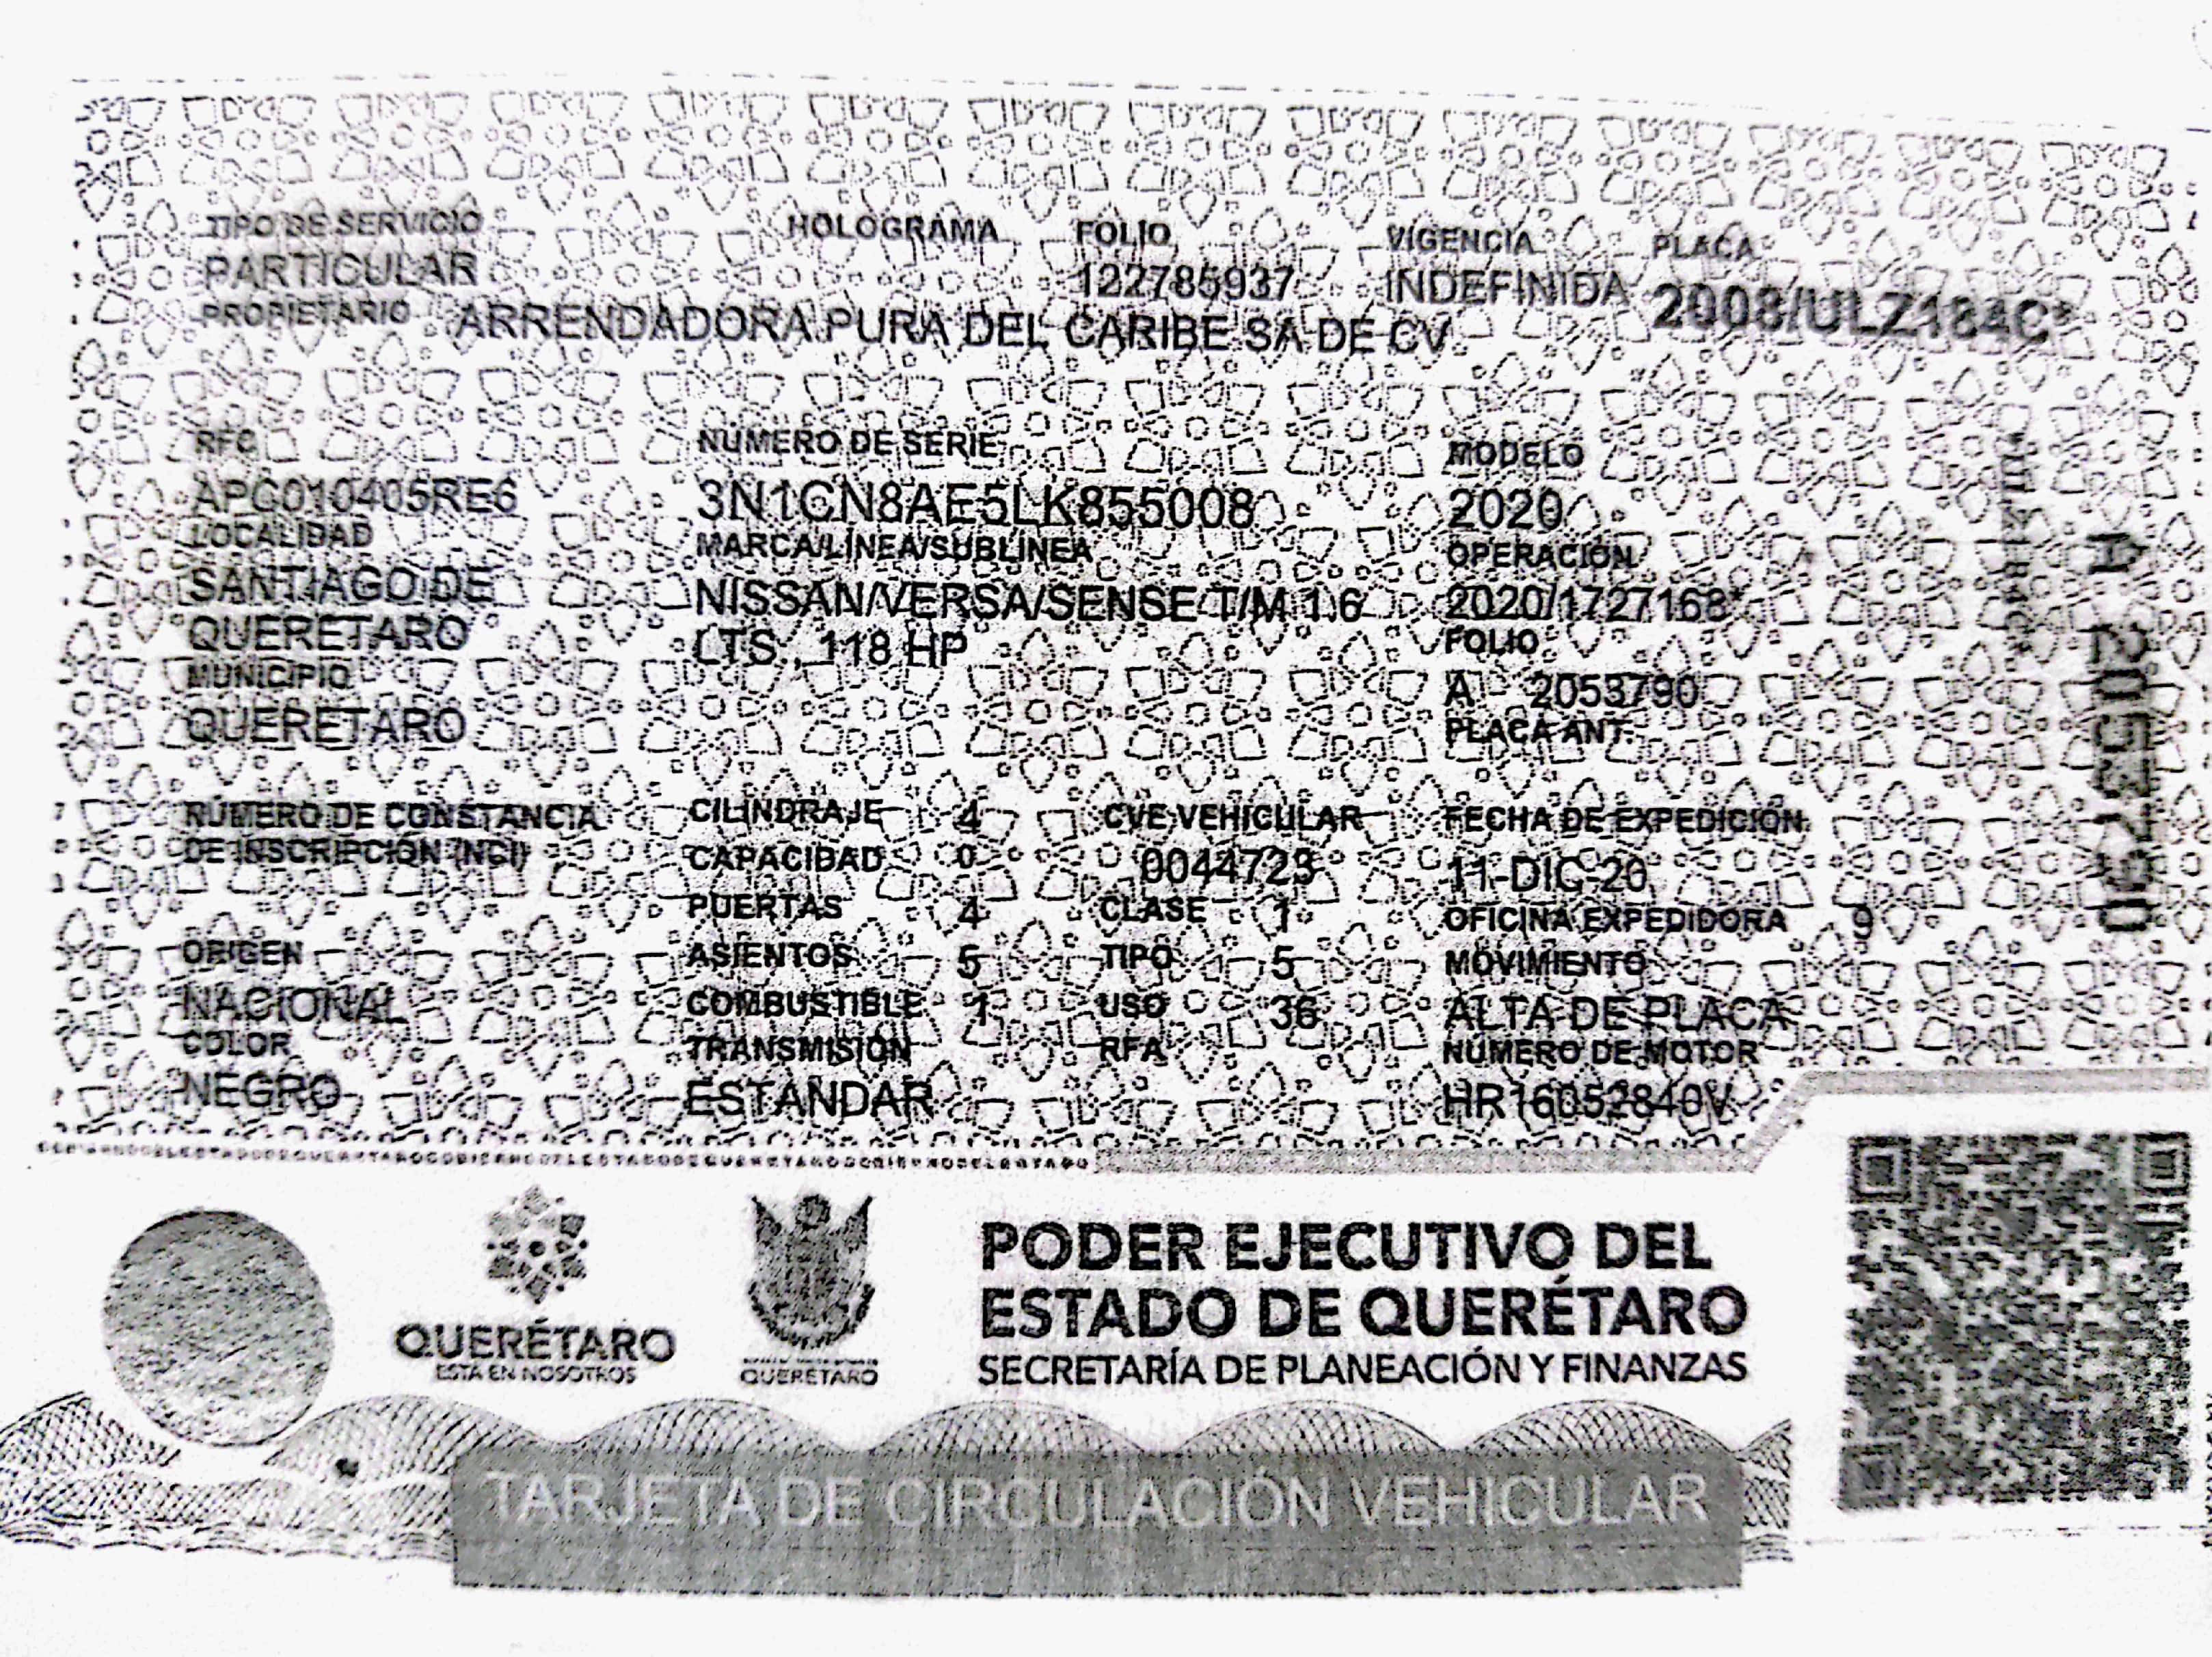 TIPO DE SERVICIO HOLOGRAMA FOLIO VIGENCIA PLACA
PARTICULAR 122785937 INDEFINIDA 2008/ULZ184C*
PROPIETARIO ARRENDADORA PURA DEL CARIBE SA DE CV
RFC NÚMERO DE SERIE MODELO
APC010405RE6 3N1CN8AE5LK855008 2020
LOCALIDAD MARCA/LÍNEA/SUBLÍNEA OPERACIÓN
SANTIAGO DE NISSAN/VERSA/SENSE T/M 1.6 2020/1727168*
QUERETARO LTS., 118 HP FOLIO
MUNICIPIO A 2053790
QUERETARO PLACA ANT.
NÚMERO DE CONSTANCIA CILINDRAJE 4 CVE VEHICULAR FECHA DE EXPEDICIÓN
DE INSCRIPCIÓN (NCI) CAPACIDAD 0 0044723 11-DIC-20
PUERTAS 4 CLASE 1 OFICINA EXPEDIDORA 9
ORIGEN ASIENTOS 5 TIPO 5 MOVIMIENTO
NACIONAL COMBUSTIBLE 1 USO 36 ALTA DE PLACA
COLOR TRANSMISIÓN RFA NÚMERO DE MOTOR
NEGRO ESTANDAR HR16052840V
A 2053790
QUERÉTARO
ESTÁ EN NOSOTROS
QUERÉTARO
PODER EJECUTIVO DEL
ESTADO DE QUERÉTARO
SECRETARÍA DE PLANEACIÓN Y FINANZAS
TARJETA DE CIRCULACIÓN VEHICULAR